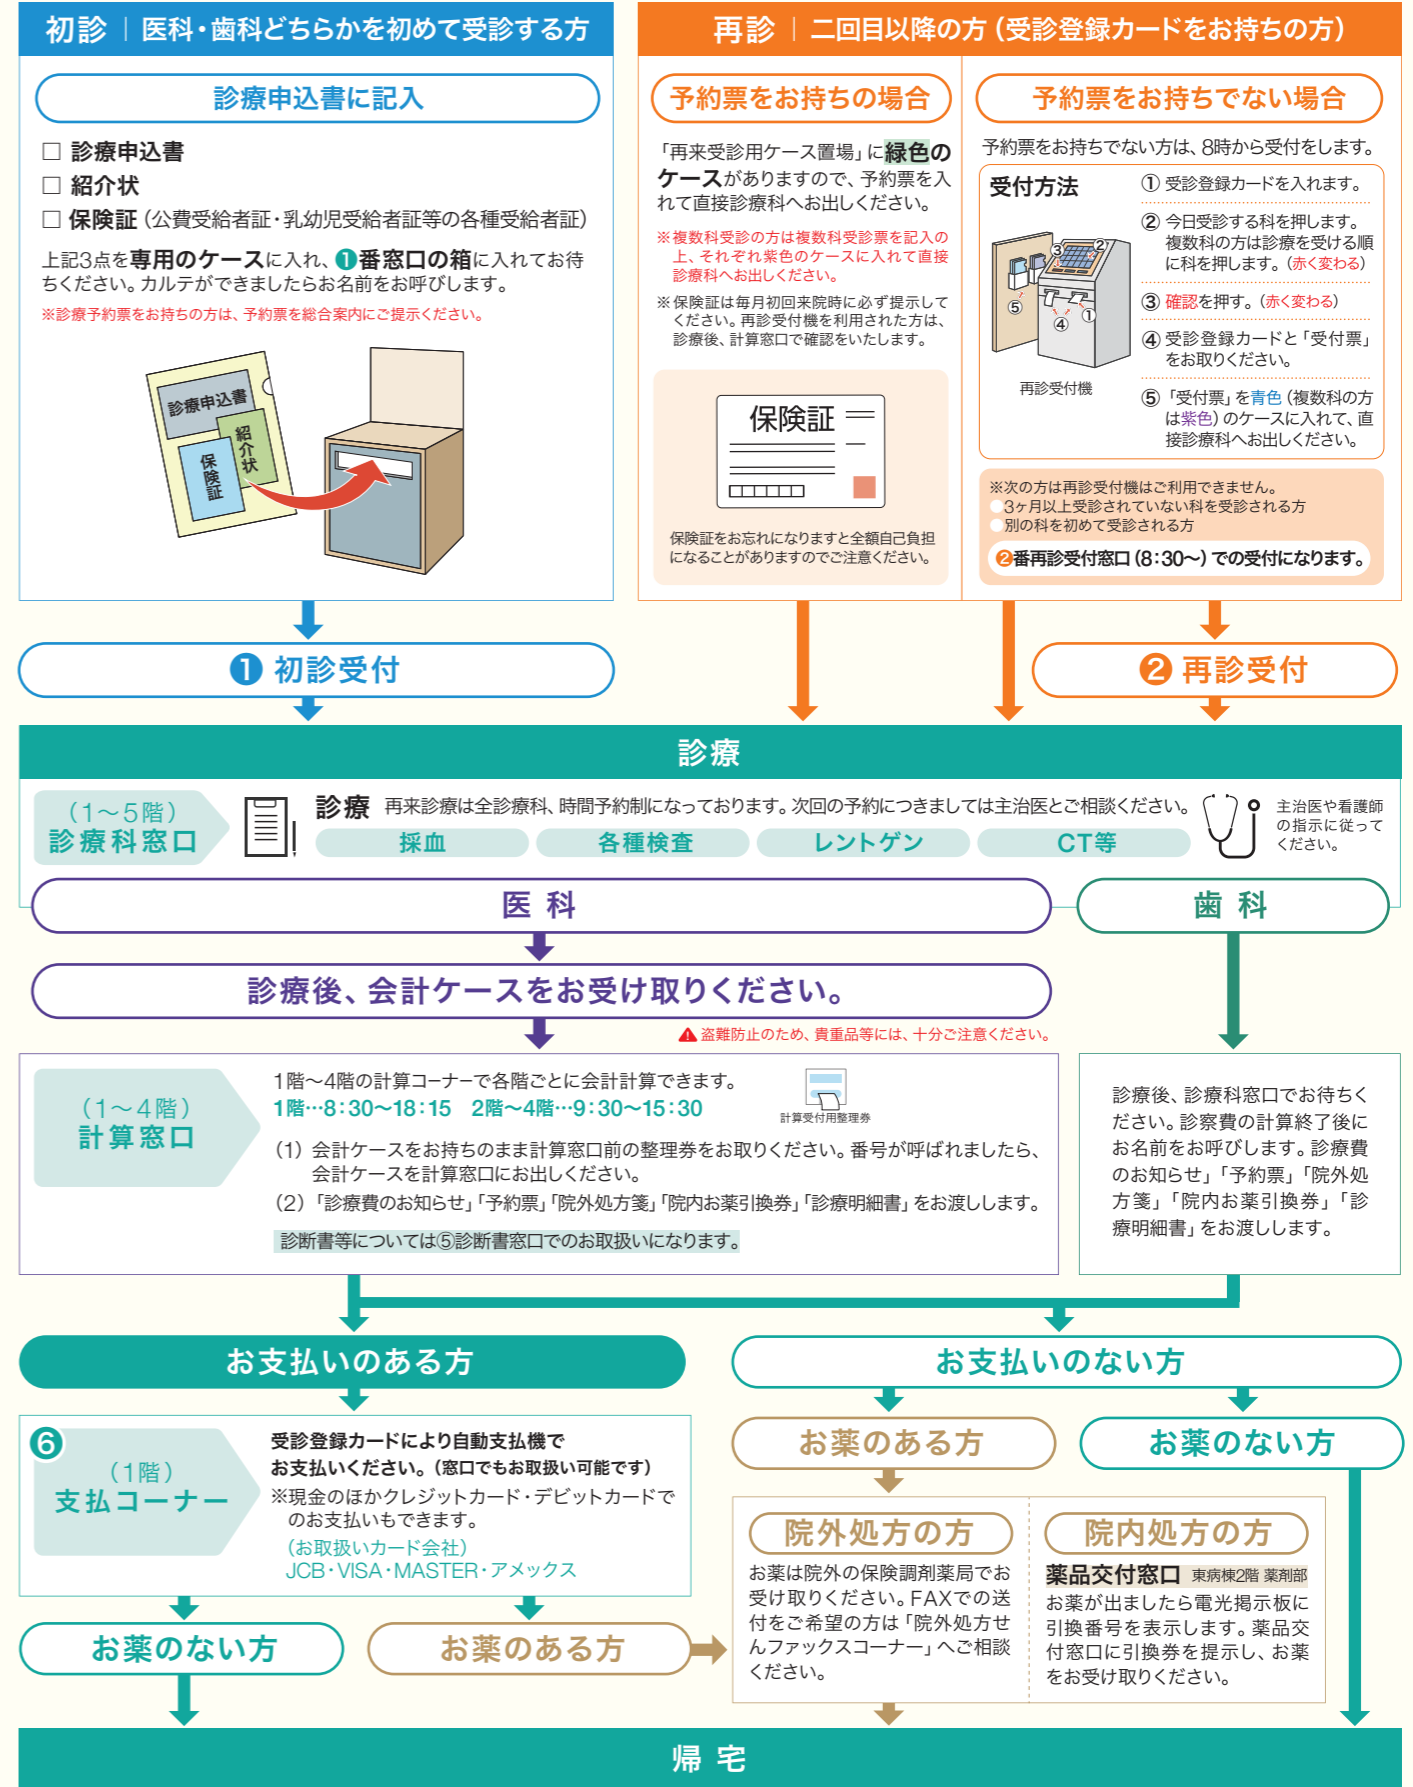 初診 | 医科・歯科どちらかを初めて受診する方
診療申込書に記入
□ 診療申込書
□ 紹介状
□ 保険証（公費受給者証・乳幼児受給者証等の各種受給者証）
上記3点を専用のケースに入れ、❶番窓口の箱に入れてお待
ちください。カルテができましたらお名前をお呼びします。
※診療予約票をお持ちの方は、予約票を総合案内にご提示ください。
診療申込書
紹介状
保険証
再診 | 二回目以降の方（受診登録カードをお持ちの方）
予約票をお持ちの場合
「再来受診用ケース置場」に緑色の
ケースがありますので、予約票を入
れて直接診療科へお出しください。
※複数科受診の方は複数科受診票を記入の
上、それぞれ紫色のケースに入れて直接
診療科へお出しください。
※保険証は毎月初回来院時に必ず提示して
ください。再診受付機を利用された方は、
診療後、計算窓口で確認をいたします。
保険証
保険証をお忘れになりますと全額自己負担
になることがありますのでご注意ください。
予約票をお持ちでない場合
予約票をお持ちでない方は、8時から受付をします。
受付方法
③ ②
⑤ ④ ①
再診受付機
① 受診登録カードを入れます。
② 今日受診する科を押します。
複数科の方は診療を受ける順
に科を押します。（赤く変わる）
③ 確認を押す。（赤く変わる）
④ 受診登録カードと「受付票」
をお取りください。
⑤ 「受付票」を青色（複数科の方
は紫色）のケースに入れて、直
接診療科へお出しください。
※次の方は再診受付機はご利用できません。
●3ヶ月以上受診されていない科を受診される方
●別の科を初めて受診される方
❷番再診受付窓口（8：30～）での受付になります。
❶ 初診受付
❷ 再診受付
診療
（1～5階）
診療科窓口
診療 再来診療は全診療科、時間予約制になっております。次回の予約につきましては主治医とご相談ください。
採血 各種検査 レントゲン CT等
主治医や看護師
の指示に従って
ください。
医科
歯科
診療後、会計ケースをお受け取りください。
盗難防止のため、貴重品等には、十分ご注意ください。
（1～4階）
計算窓口
1階～4階の計算コーナーで各階ごとに会計計算できます。
1階…8：30～18：15 2階～4階…9：30～15：30
計算受付用整理券
（1）会計ケースをお持ちのまま計算窓口前の整理券をお取りください。番号が呼ばれましたら、
会計ケースを計算窓口にお出しください。
（2）「診療費のお知らせ」「予約票」「院外処方箋」「院内お薬引換券」「診療明細書」をお渡しします。
診断書等については⑤診断書窓口でのお取扱いになります。
診療後、診療科窓口でお待ちく
ださい。診察費の計算終了後に
お名前をお呼びします。診療費
のお知らせ」「予約票」「院外処
方箋」「院内お薬引換券」「診
療明細書」をお渡しします。
お支払いのある方
お支払いのない方
❻
（1階）
支払コーナー
受診登録カードにより自動支払機で
お支払いください。（窓口でもお取扱い可能です）
※現金のほかクレジットカード・デビットカードで
のお支払いもできます。
（お取扱いカード会社）
JCB・VISA・MASTER・アメックス
お薬のない方
お薬のある方
お薬のある方
お薬のない方
院外処方の方
お薬は院外の保険調剤薬局でお
受け取りください。FAXでの送
付をご希望の方は「院外処方せ
んファックスコーナー」へご相談
ください。
院内処方の方
薬品交付窓口 東病棟2階 薬剤部
お薬が出ましたら電光掲示板に
引換番号を表示します。薬品交
付窓口に引換券を提示し、お薬
をお受け取りください。
帰宅